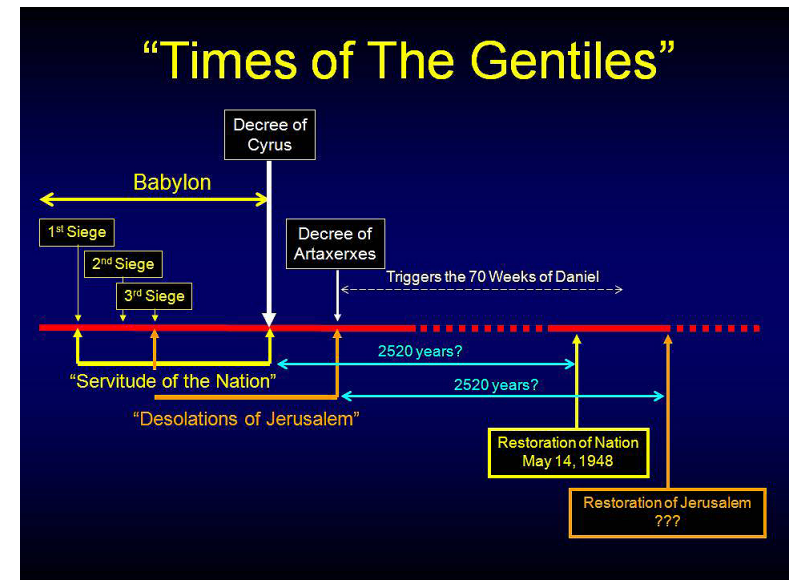 “Times of The Gentiles”
Decree of
Cyrus
Babylon
1st Siege
2nd Siege
3rd Siege
Decree of
Artaxerxes
Triggers the 70 Weeks of Daniel
2520 years?
“Servitude of the Nation”
2520 years?
“Desolations of Jerusalem”
Restoration of Nation
May 14, 1948
Restoration of Jerusalem
???